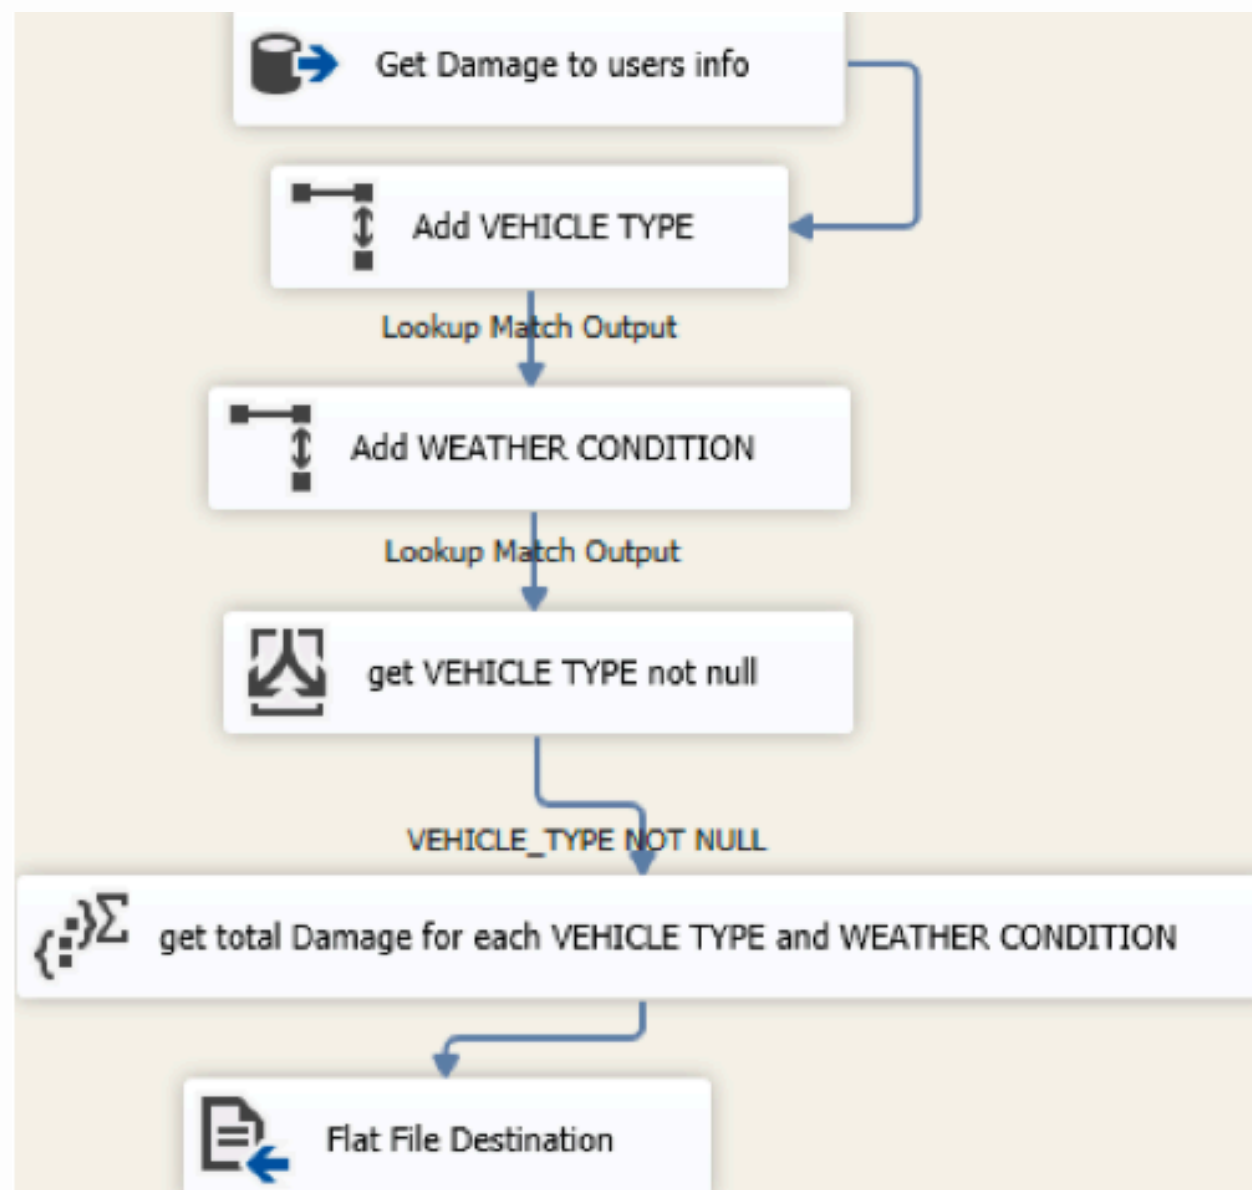 Get Damage to users info
Add VEHICLE TYPE
Lookup Match Output
Add WEATHER CONDITION
Lookup Match Output
get VEHICLE TYPE not null
VEHICLE_TYPE NOT NULL
get total Damage for each VEHICLE TYPE and WEATHER CONDITION
Flat File Destination